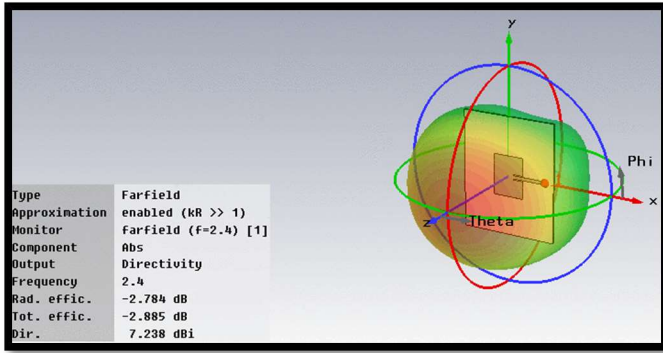 y
Phi
x
z
Theta
Type Farfield
Approximation enabled (kR >> 1)
Monitor farfield (f=2.4) [1]
Component Abs
Output Directivity
Frequency 2.4
Rad. effic. -2.784 dB
Tot. effic. -2.885 dB
Dir. 7.238 dBi